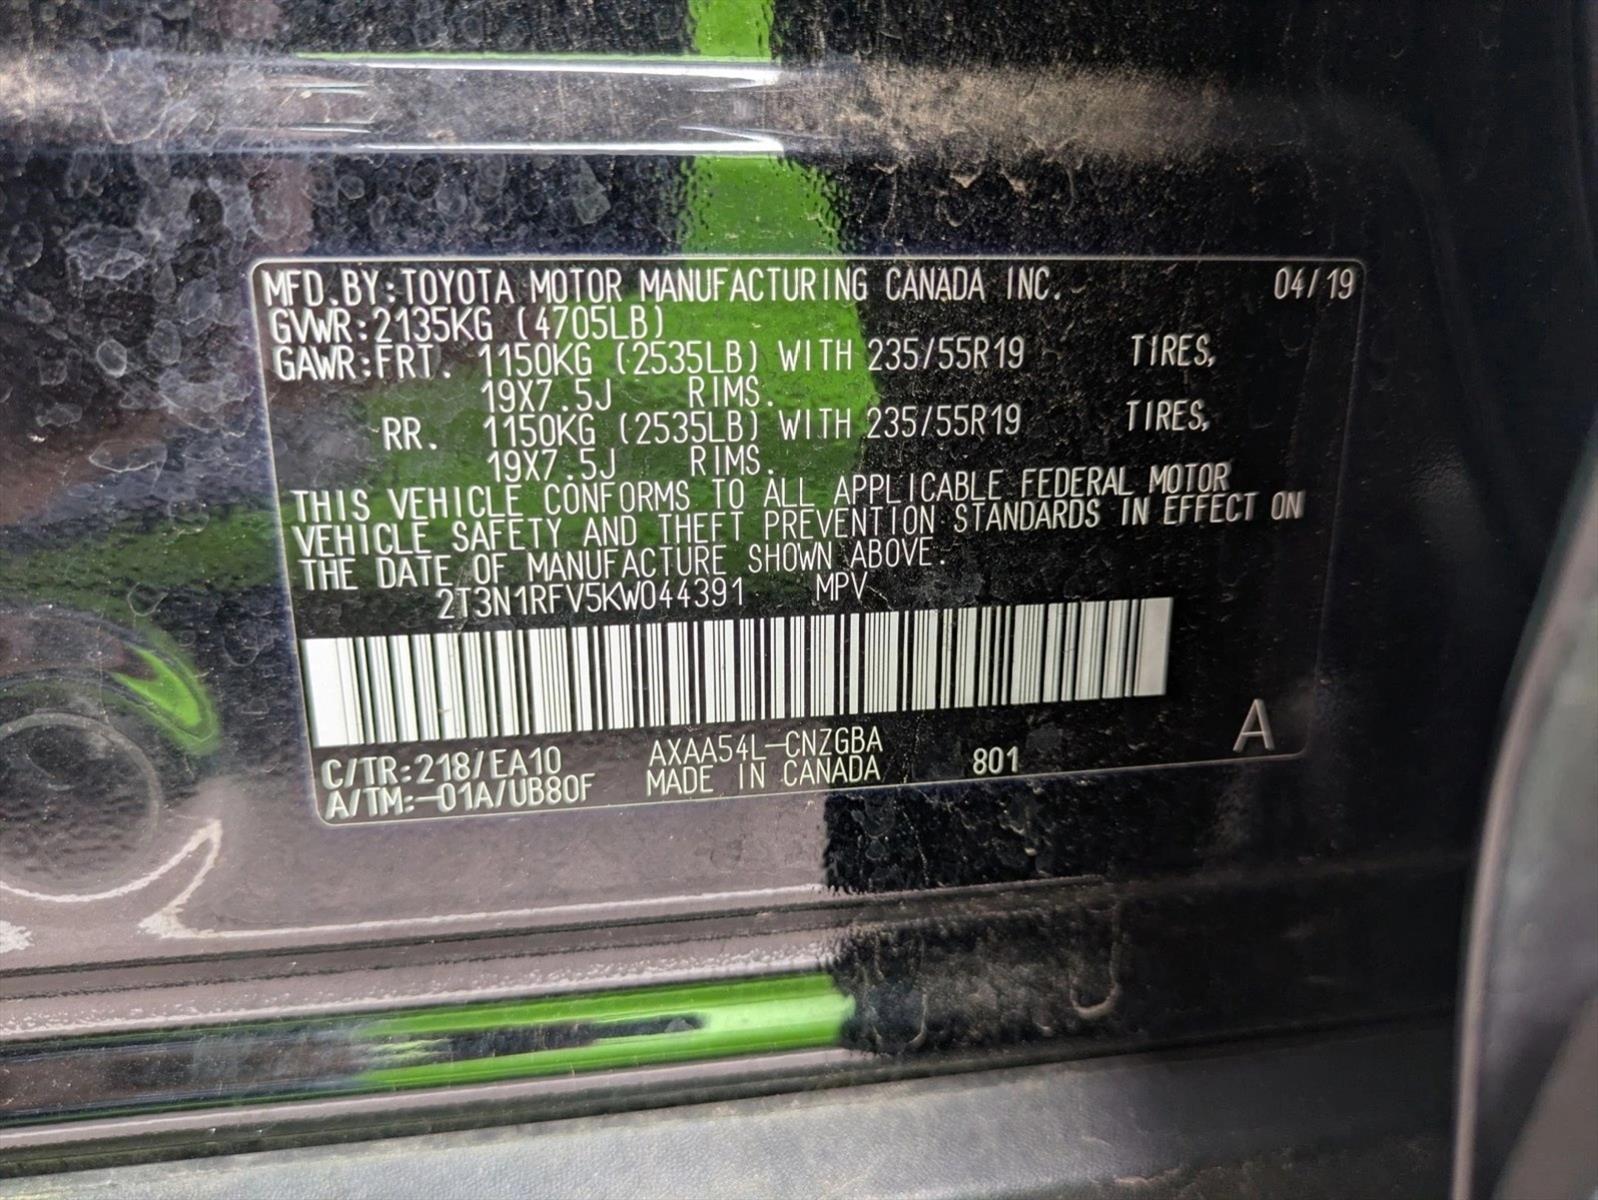 MFD.BY:TOYOTA MOTOR MANUFACTURING CANADA INC. 04/19
GVWR:2135KG (4705LB)
GAWR:FRT. 1150KG (2535LB) WITH 235/55R19 TIRES,
19X7.5J RIMS.
RR. 1150KG (2535LB) WITH 235/55R19 TIRES,
19X7.5J RIMS.
THIS VEHICLE CONFORMS TO ALL APPLICABLE FEDERAL MOTOR
VEHICLE SAFETY AND THEFT PREVENTION STANDARDS IN EFFECT ON
THE DATE OF MANUFACTURE SHOWN ABOVE.
2T3N1RFV5KW044391 MPV
C/TR:218/EA10 AXAA54L-CNZGBA 801 A
A/TM:-01A/UB80F MADE IN CANADA